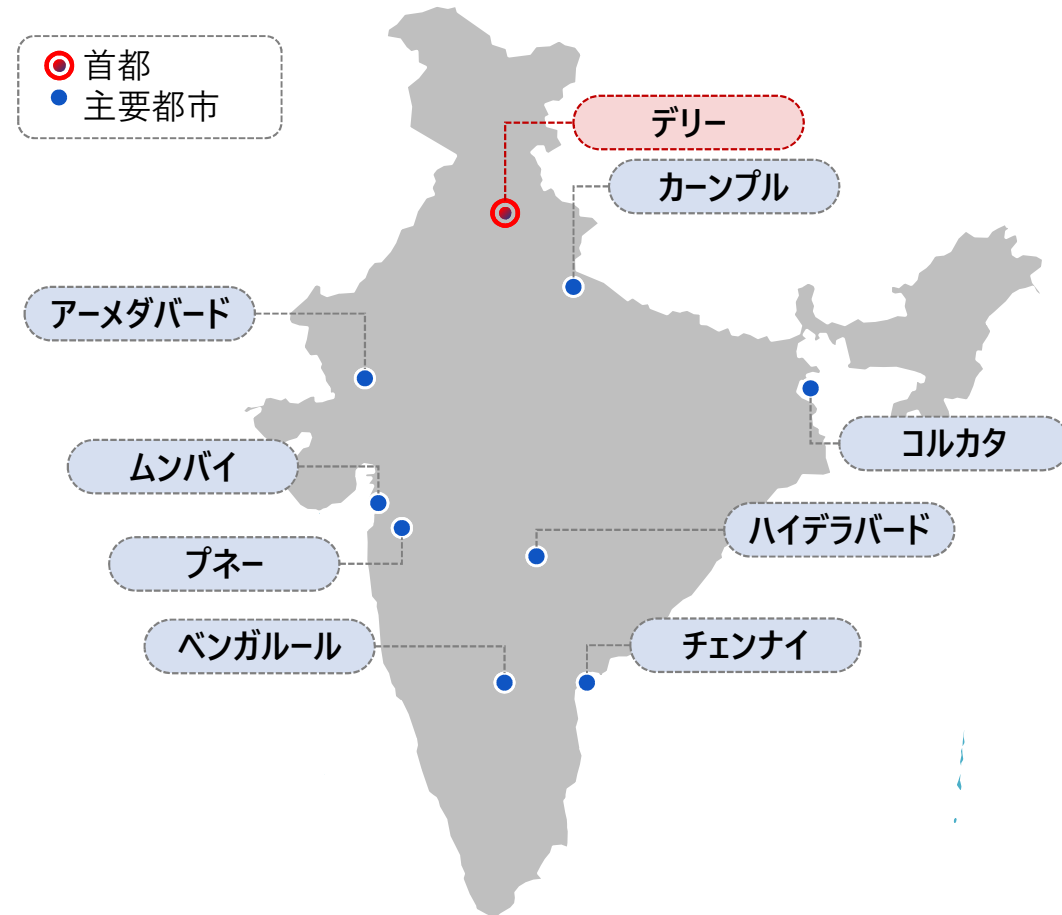 首都
主要都市
デリー
カーンプル
アーメダバード
コルカタ
ムンバイ
ハイデラバード
プネー
ベンガルール
チェンナイ